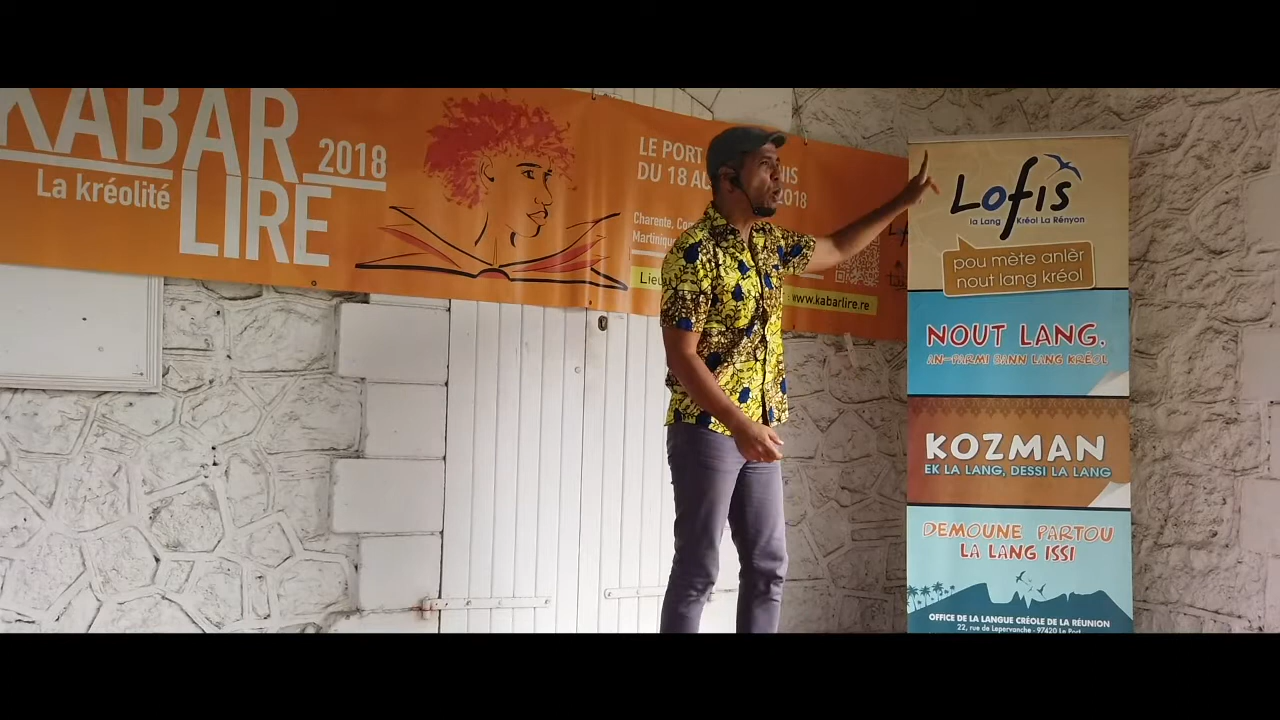 KABAR
LIRE
2018
La kréolité
LE PORT
DU 18
2018
Charente,
Martinique
www.kabarlire.re
Lofis
la Lang Kréol La Rényon
pou mète anlèr
nout lang kréol
NOUT LANG,
AN-PARMI BANN LANG KRÉOL
KOZMAN
EK LA LANG, DESSI LA LANG
DEMOUNE PARTOU
LA LANG ISSI
OFFICE DE LA LANGUE CRÉOLE DE LA RÉUNION
22, rue de Lepervanche - 97420 Le Port